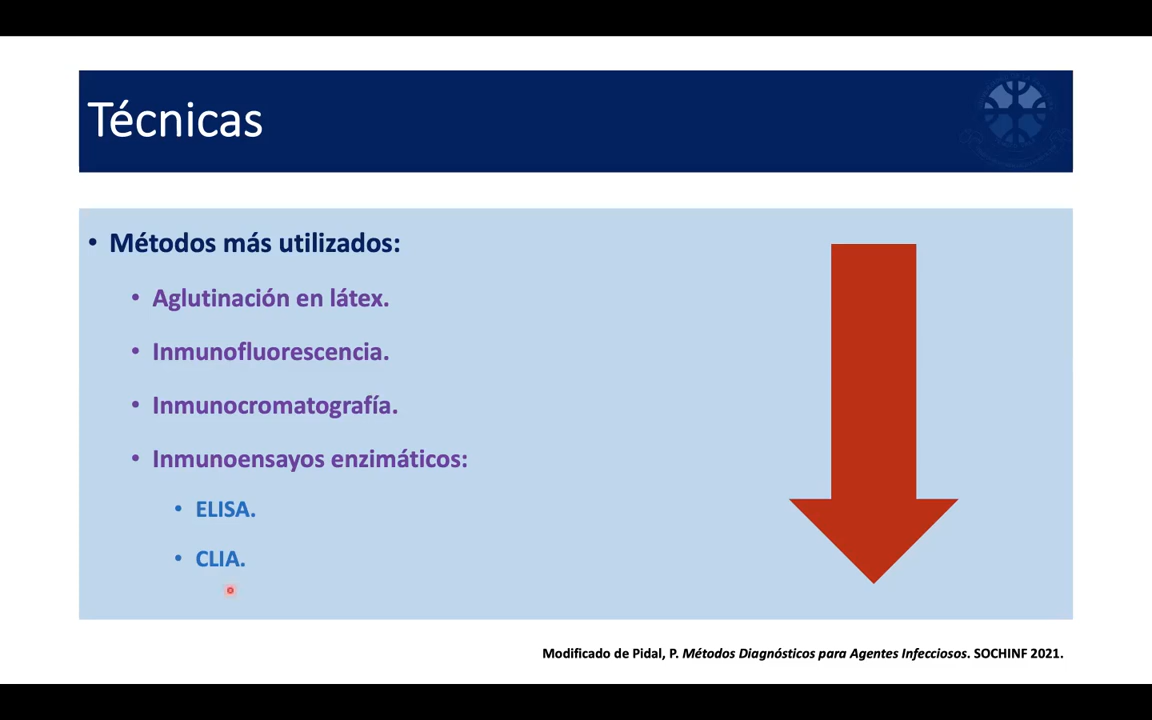 Técnicas
• Métodos más utilizados:
• Aglutinación en látex.
• Inmunofluorescencia.
• Inmunocromatografía.
• Inmunoensayos enzimáticos:
• ELISA.
• CLIA.
Modificado de Pidal, P. Métodos Diagnósticos para Agentes Infecciosos. SOCHINF 2021.